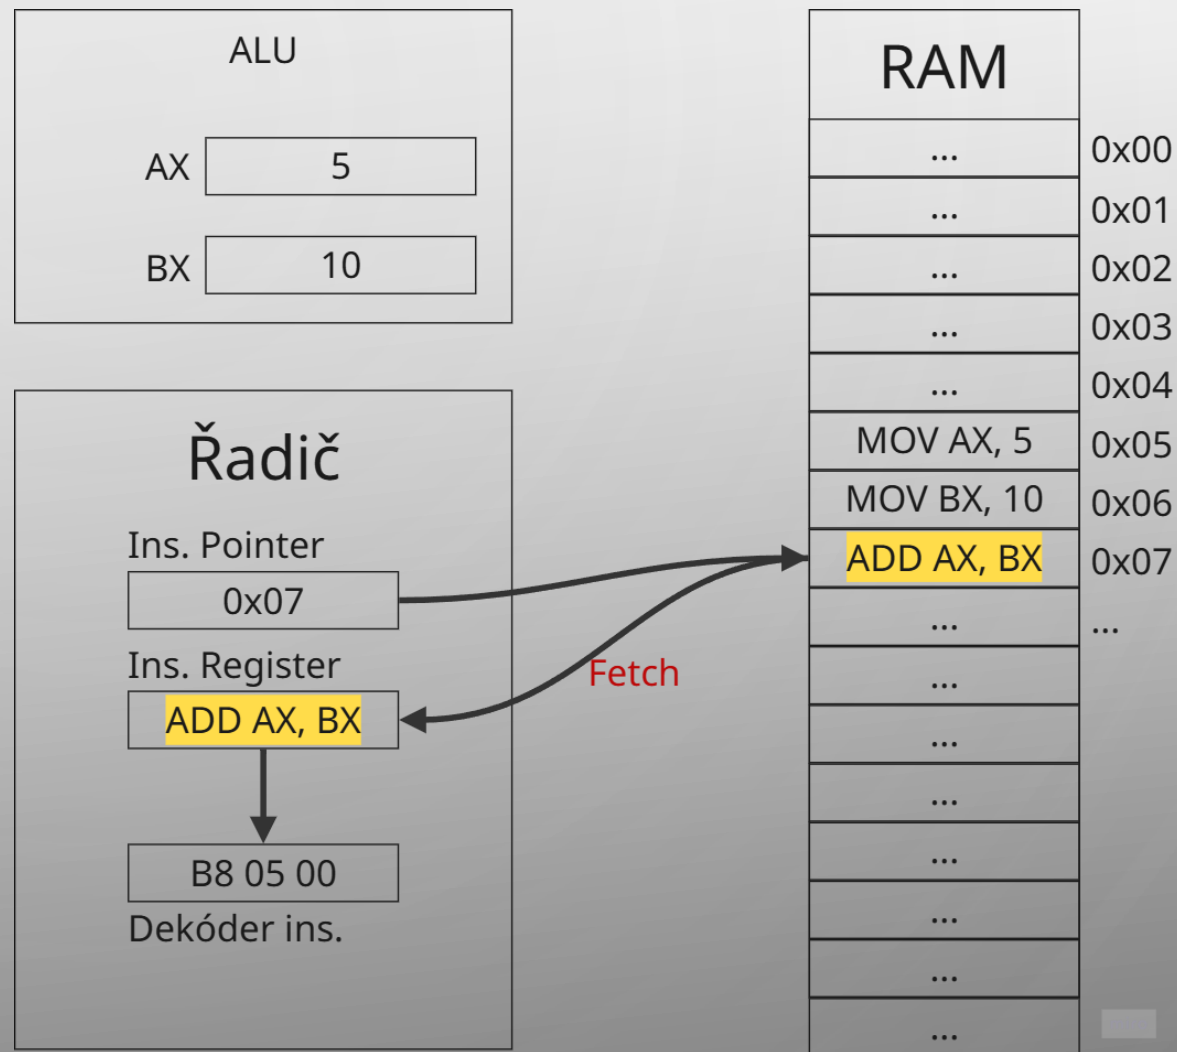 ALU
AX
5
BX
10
Řadič
Ins. Pointer
0x07
Ins. Register
ADD AX, BX
B8 05 00
Dekóder ins.
Fetch
RAM
... 0x00
... 0x01
... 0x02
... 0x03
... 0x04
MOV AX, 5 0x05
MOV BX, 10 0x06
ADD AX, BX 0x07
... ...
...
...
...
...
...
...
...